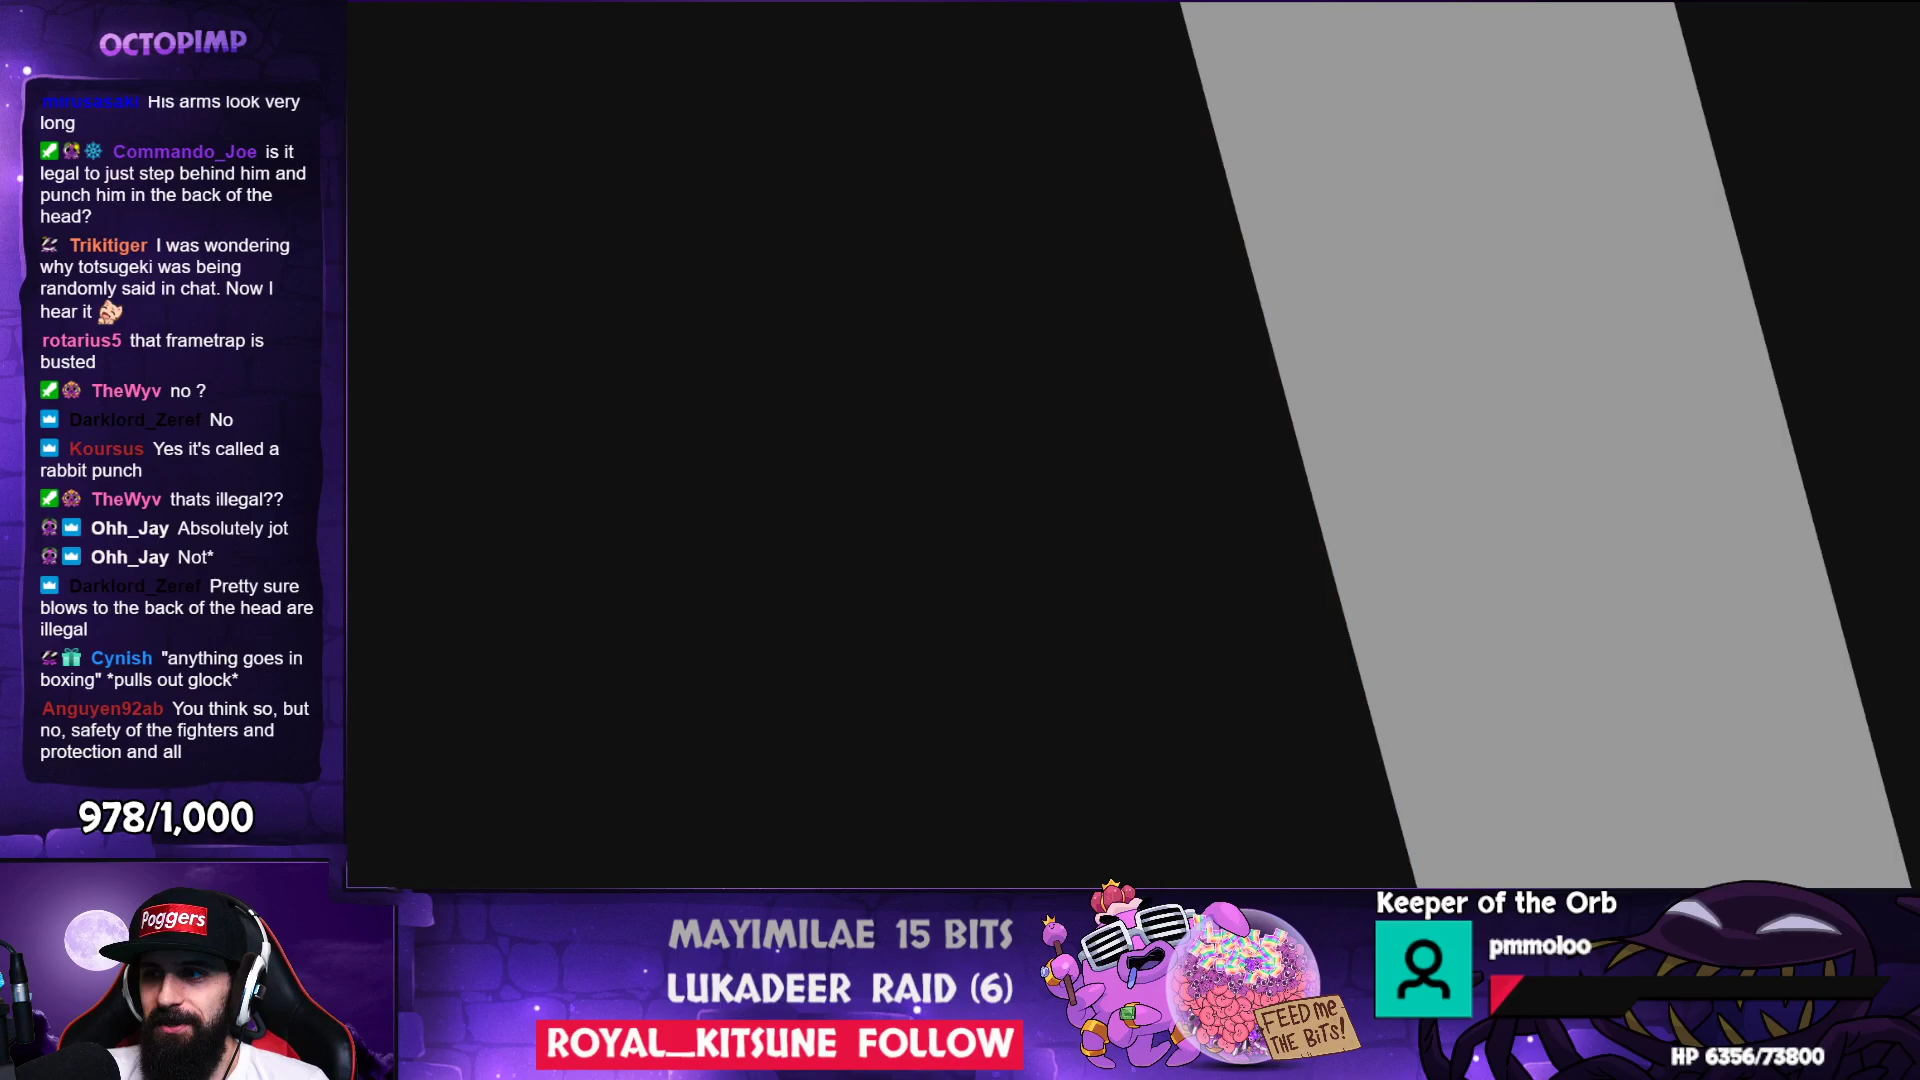 OCTOPIMP
mirusasaki His arms look very
long
Commando_Joe is it
legal to just step behind him and
punch him in the back of the
head?
Trikitiger I was wondering
why totsugeki was being
randomly said in chat. Now I
hear it
rotarius5 that frametrap is
busted
TheWyv no ?
Darklord_Zeref No
Koursus Yes it's called a
rabbit punch
TheWyv thats illegal??
Ohh_Jay Absolutely jot
Ohh_Jay Not*
Darklord_Zeref Pretty sure
blows to the back of the head are
illegal
Cynish "anything goes in
boxing" *pulls out glock*
Anguyen92ab You think so, but
no, safety of the fighters and
protection and all
978/1,000
Poggers
MAYIMILAE 15 BITS
LUKADEER RAID (6)
ROYAL_KITSUNE FOLLOW
FEED ME
THE BITS!
Keeper of the Orb
pmmoloo
HP 6356/73800